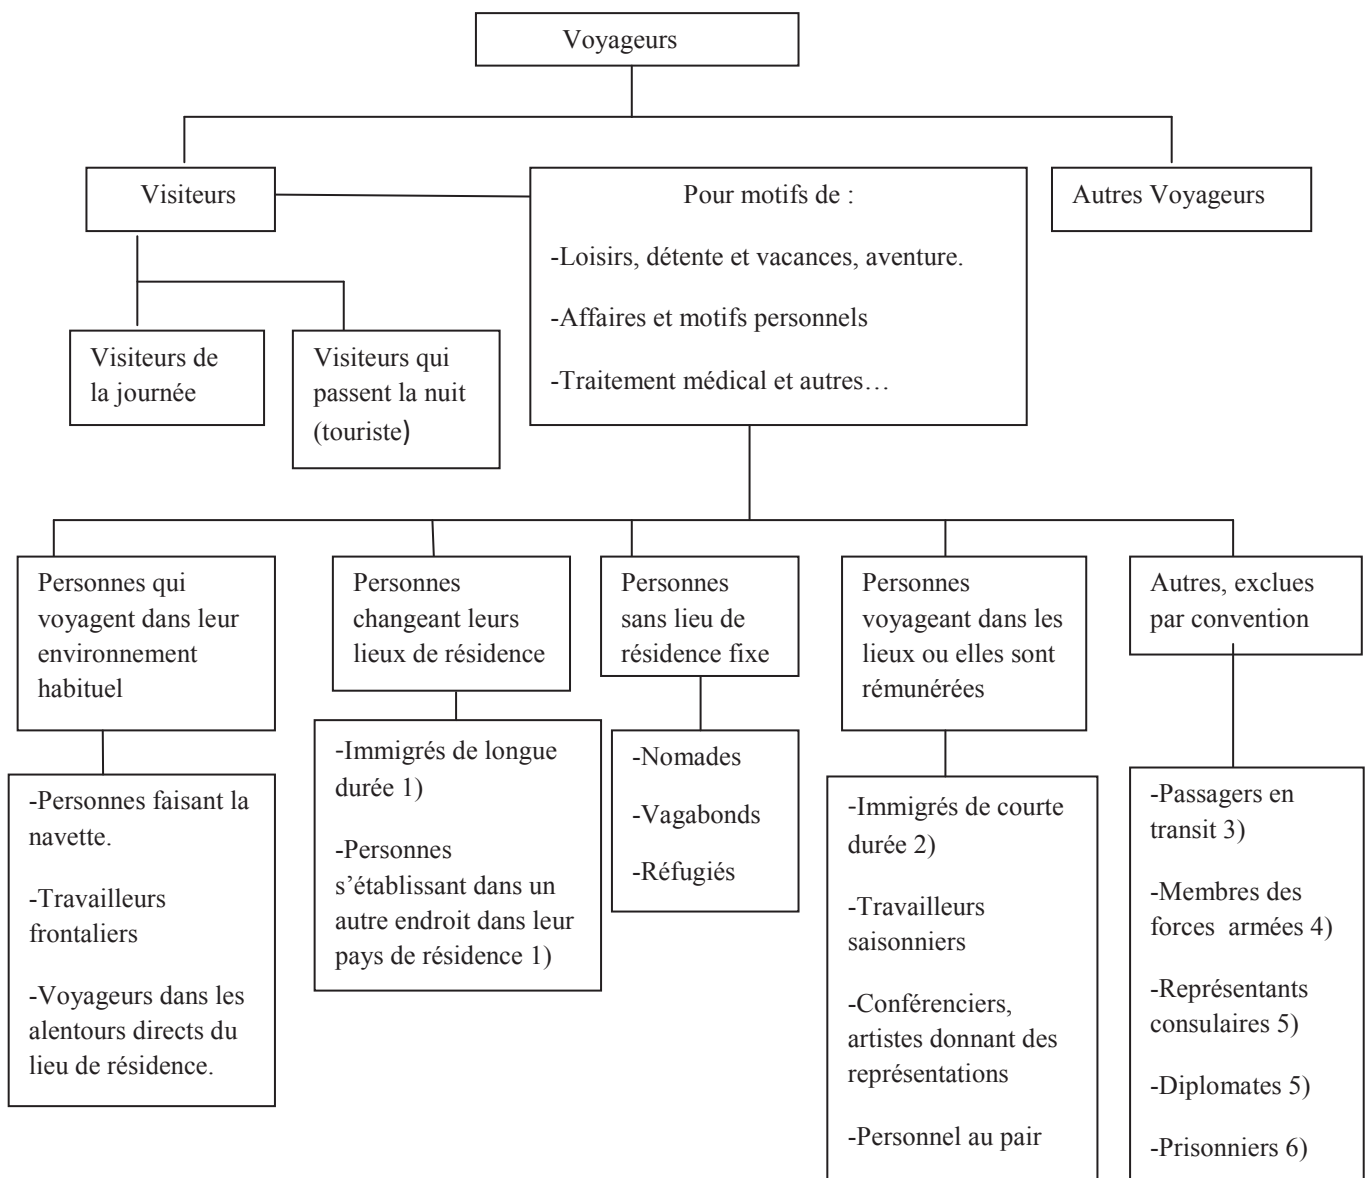 Voyageurs
Visiteurs
Pour motifs de :
-Loisirs, détente et vacances, aventure.
-Affaires et motifs personnels
-Traitement médical et autres…
Autres Voyageurs
Visiteurs de
la journée
Visiteurs qui
passent la nuit
(touriste)
Personnes qui
voyagent dans leur
environnement
habituel
Personnes
changeant leurs
lieux de résidence
Personnes
sans lieu de
résidence fixe
Personnes
voyageant dans les
lieux ou elles sont
rémunérées
Autres, exclues
par convention
-Personnes faisant la
navette.
-Travailleurs
frontaliers
-Voyageurs dans les
alentours directs du
lieu de résidence.
-Immigrés de longue
durée 1)
-Personnes
s’établissant dans un
autre endroit dans leur
pays de résidence 1)
-Nomades
-Vagabonds
-Réfugiés
-Immigrés de courte
durée 2)
-Travailleurs
saisonniers
-Conférenciers,
artistes donnant des
représentations
-Personnel au pair
-Passagers en
transit 3)
-Membres des
forces  armées 4)
-Représentants
consulaires 5)
-Diplomates 5)
-Prisonniers 6)